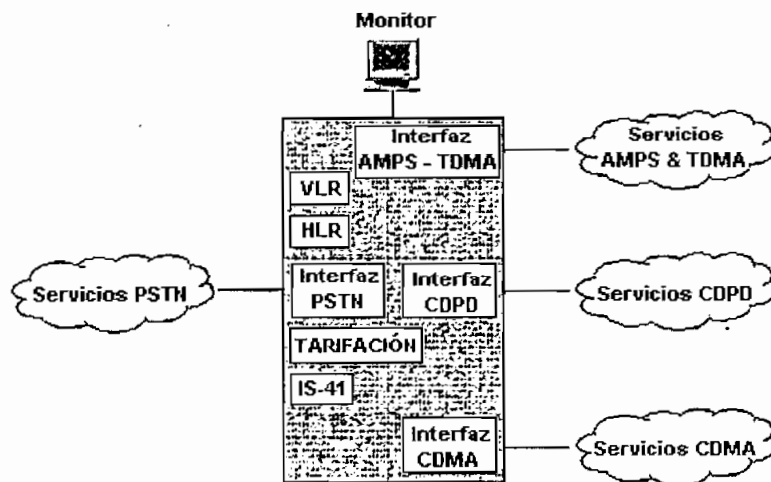 Monitor
Interfaz
AMPS - TDMA
Servicios
AMPS & TDMA
VLR
HLR
Servicios PSTN
Interfaz
PSTN
Interfaz
CDPD
Servicios CDPD
TARIFACIÓN
IS-41
Interfaz
CDMA
Servicios CDMA